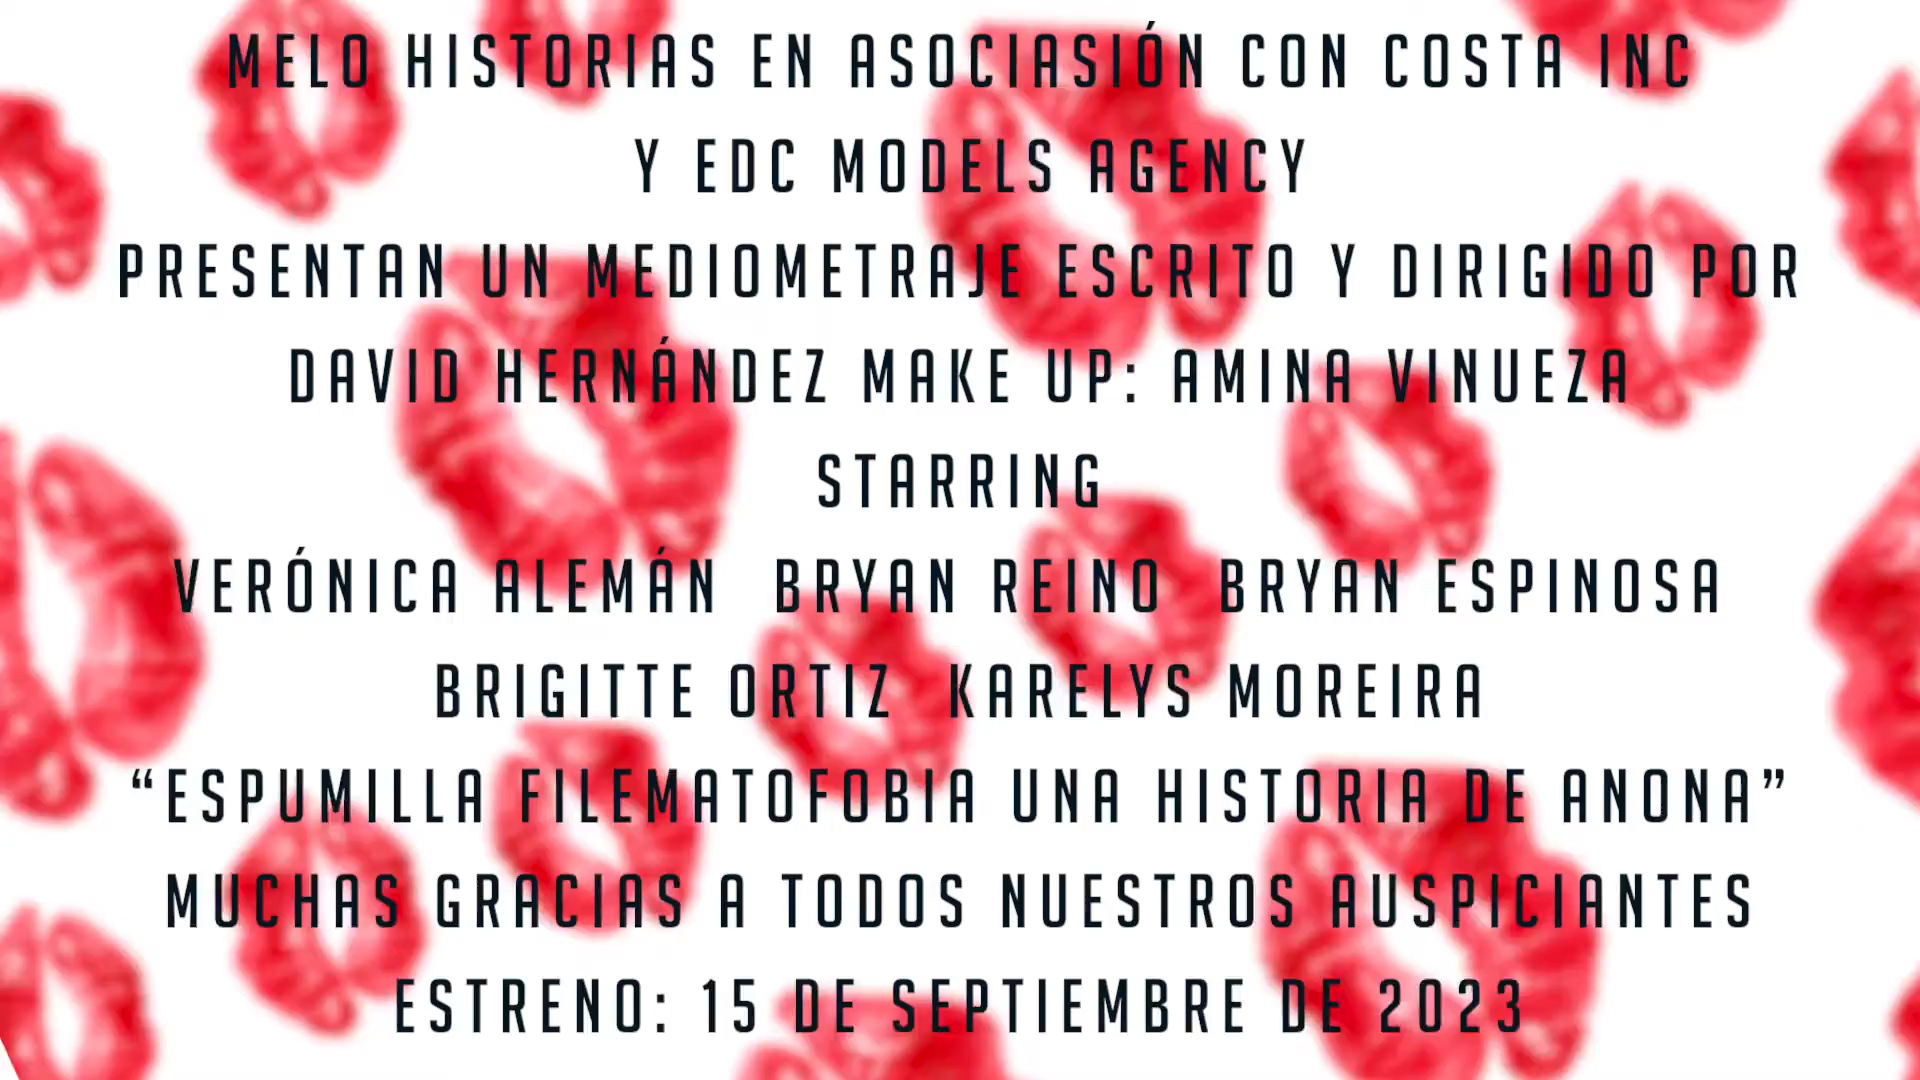 MELO HISTORIAS EN ASOCIASIÓN CON COSTA INC
Y EDC MODELS AGENCY
PRESENTAN UN MEDIOMETRAJE ESCRITO Y DIRIGIDO POR
DAVID HERNÁNDEZ MAKE UP: AMINA VINUEZA
STARRING
VERÓNICA ALEMÁN BRYAN REINO BRYAN ESPINOSA
BRIGITTE ORTIZ KARELYS MOREIRA
“ESPUMILLA FILEMATOFOBIA UNA HISTORIA DE ANONA”
MUCHAS GRACIAS A TODOS NUESTROS AUSPICIANTES
ESTRENO: 15 DE SEPTIEMBRE DE 2023